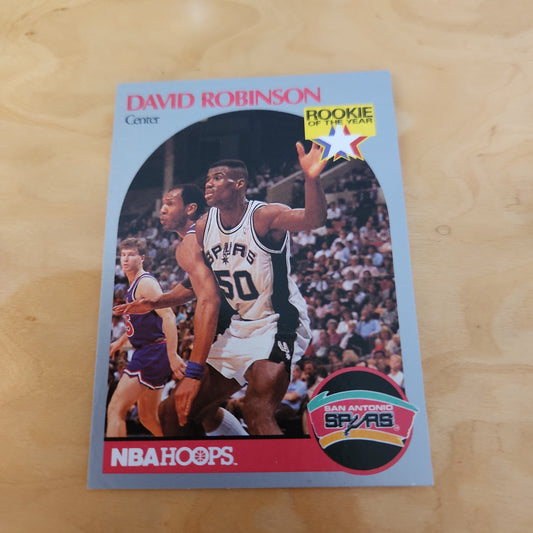 DAVID ROBINSON
Center
ROOKIE
OF THE YEAR
SPURS
50
SAN ANTONIO
SPURS
NBA HOOPS